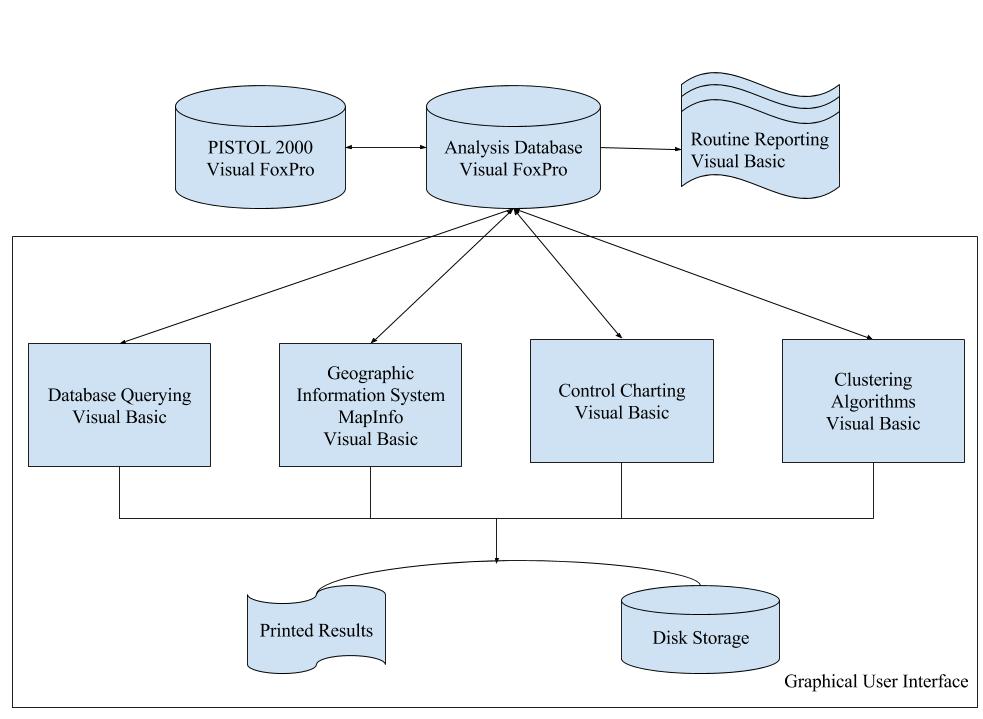 PISTOL 2000
Visual FoxPro
Analysis Database
Visual FoxPro
Routine Reporting
Visual Basic
Database Querying
Visual Basic
Geographic
Information System
MapInfo
Visual Basic
Control Charting
Visual Basic
Clustering
Algorithms
Visual Basic
Printed Results
Disk Storage
Graphical User Interface